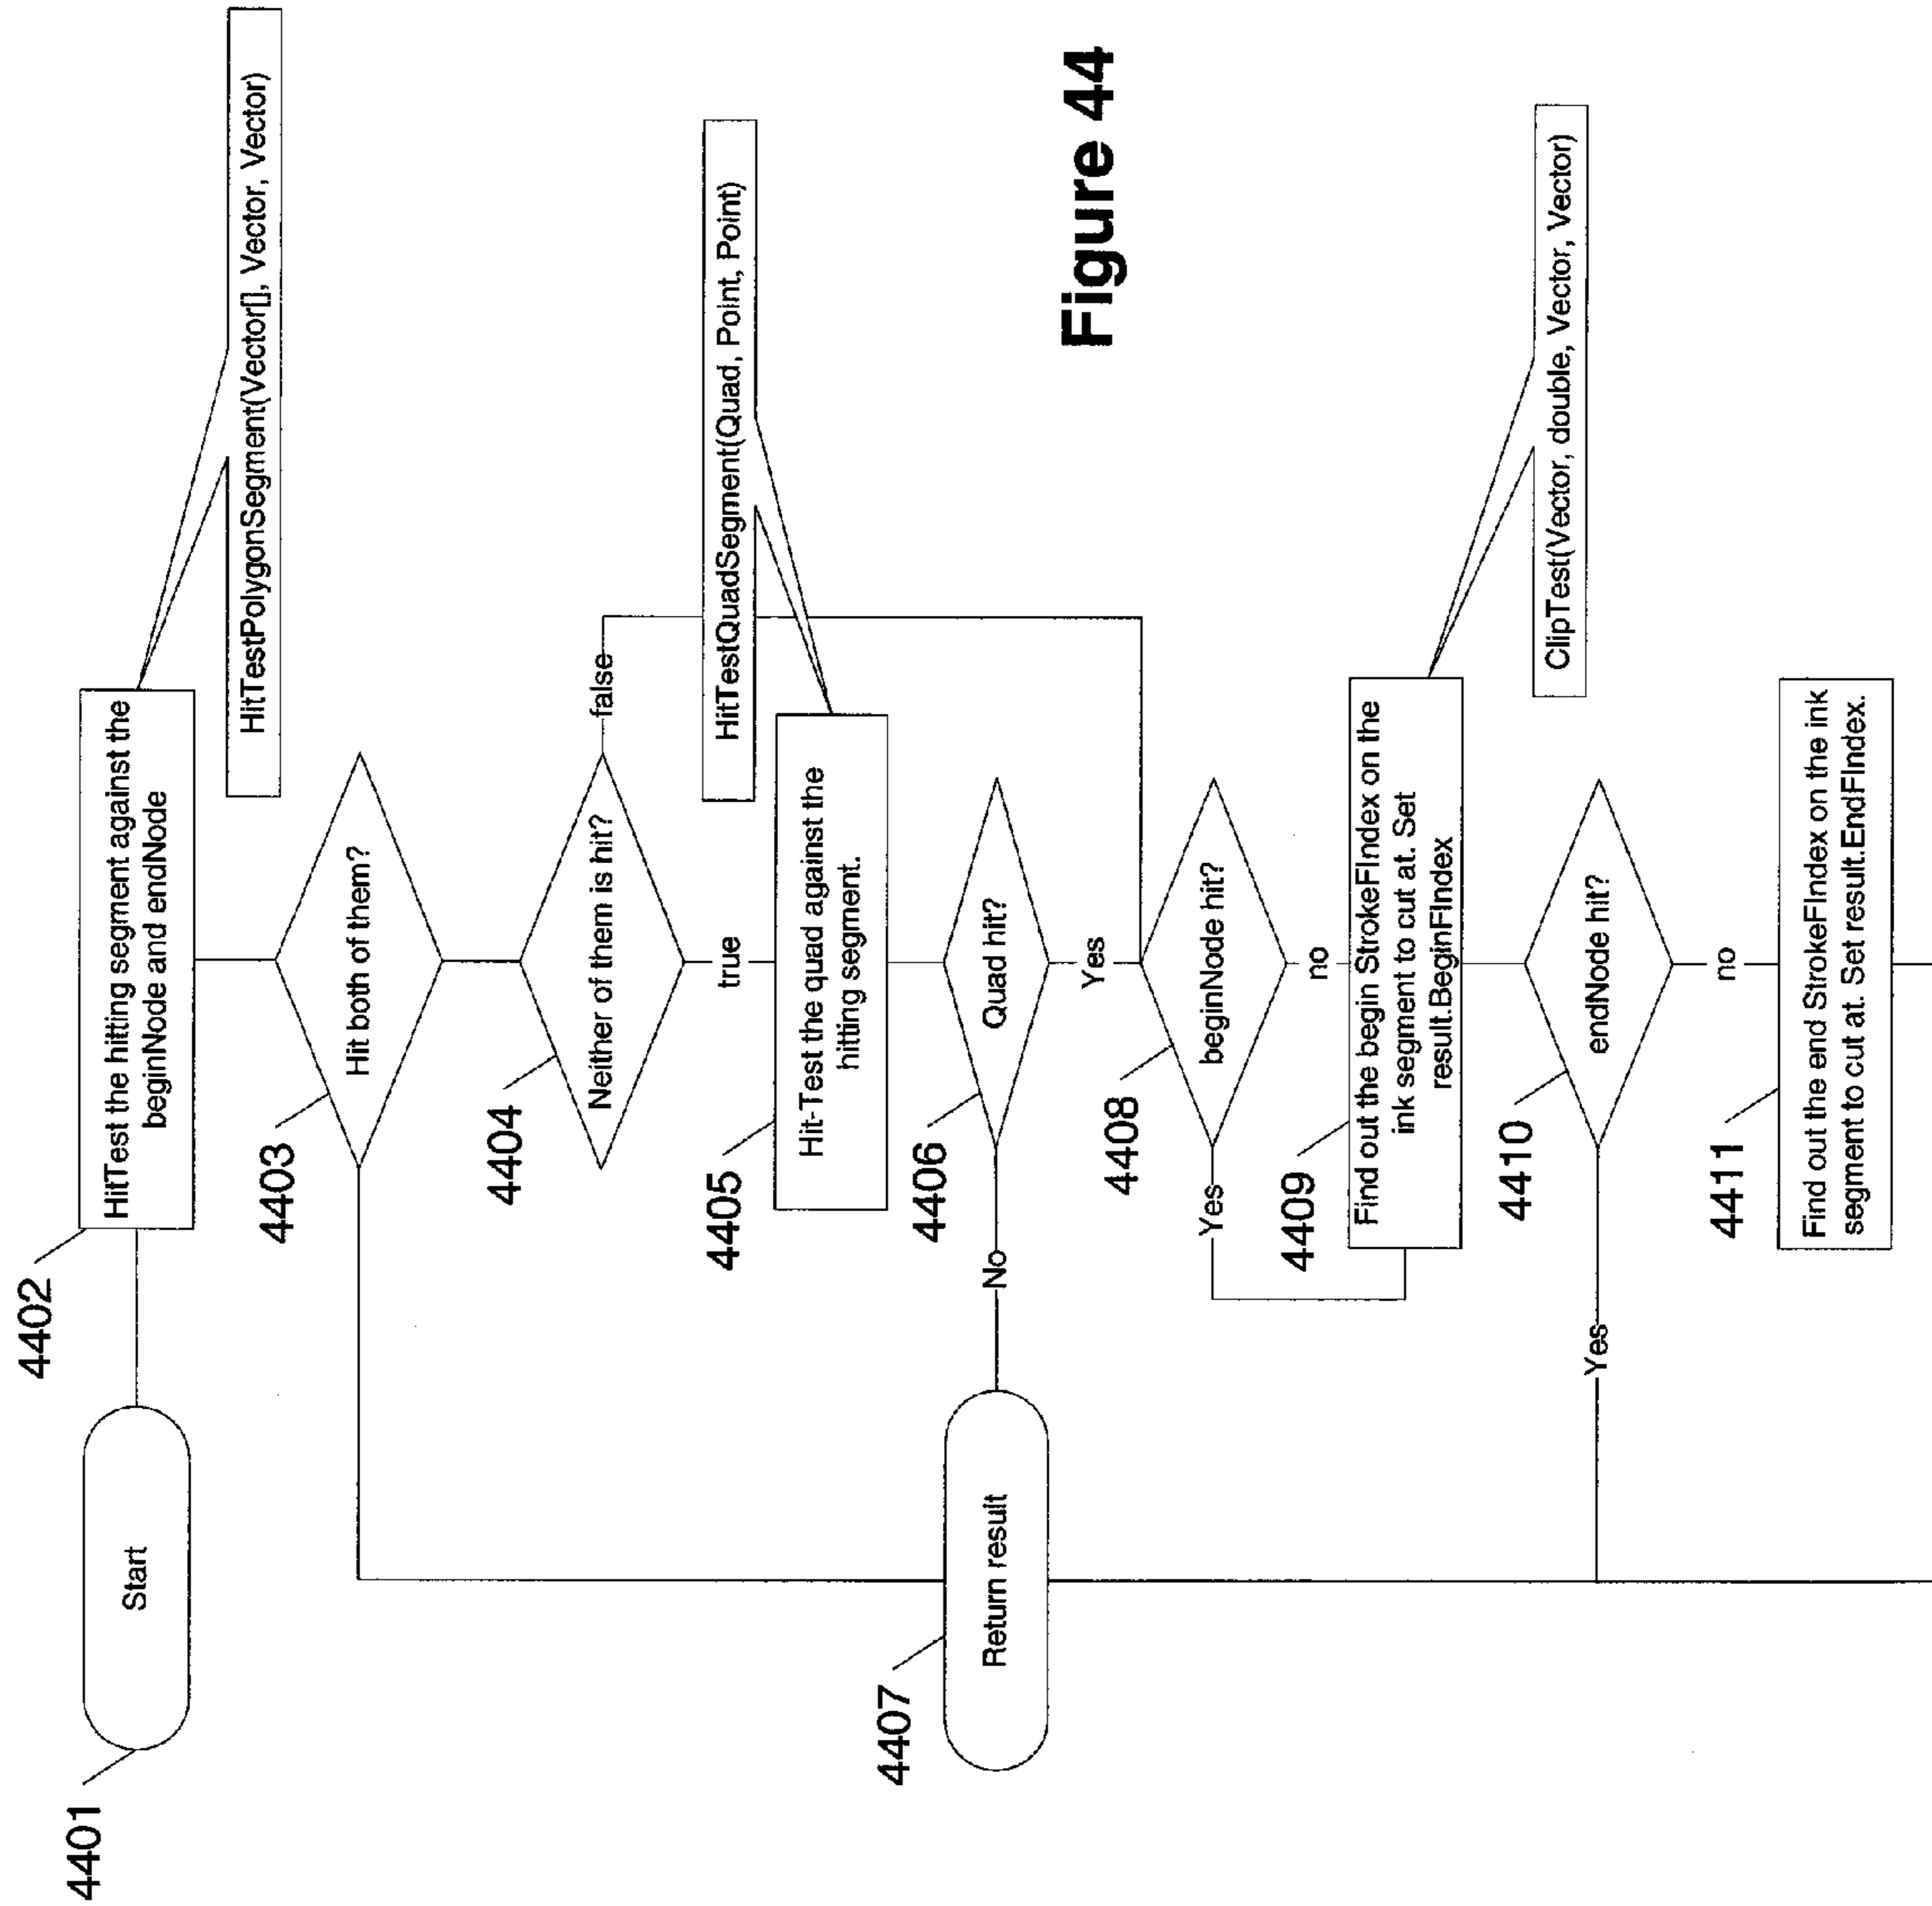 4401
Start
4402
HitTest the hitting segment against the
beginNode and endNode
HitTestPolygonSegment(Vector[], Vector, Vector)
4403
Hit both of them?
4404
Neither of them is hit?
false
true
HitTestQuadSegment(Quad, Point, Point)
4405
Hit-Test the quad against the
hitting segment.
4406
Quad hit?
No
Yes
4407
Return result
4408
beginNode hit?
Yes
no
4409
Find out the begin StrokeFIndex on the
ink segment to cut at. Set
result.BeginFIndex
ClipTest(Vector, double, Vector, Vector)
4410
endNode hit?
Yes
no
4411
Find out the end StrokeFIndex on the ink
segment to cut at. Set result.EndFIndex.
Figure 44